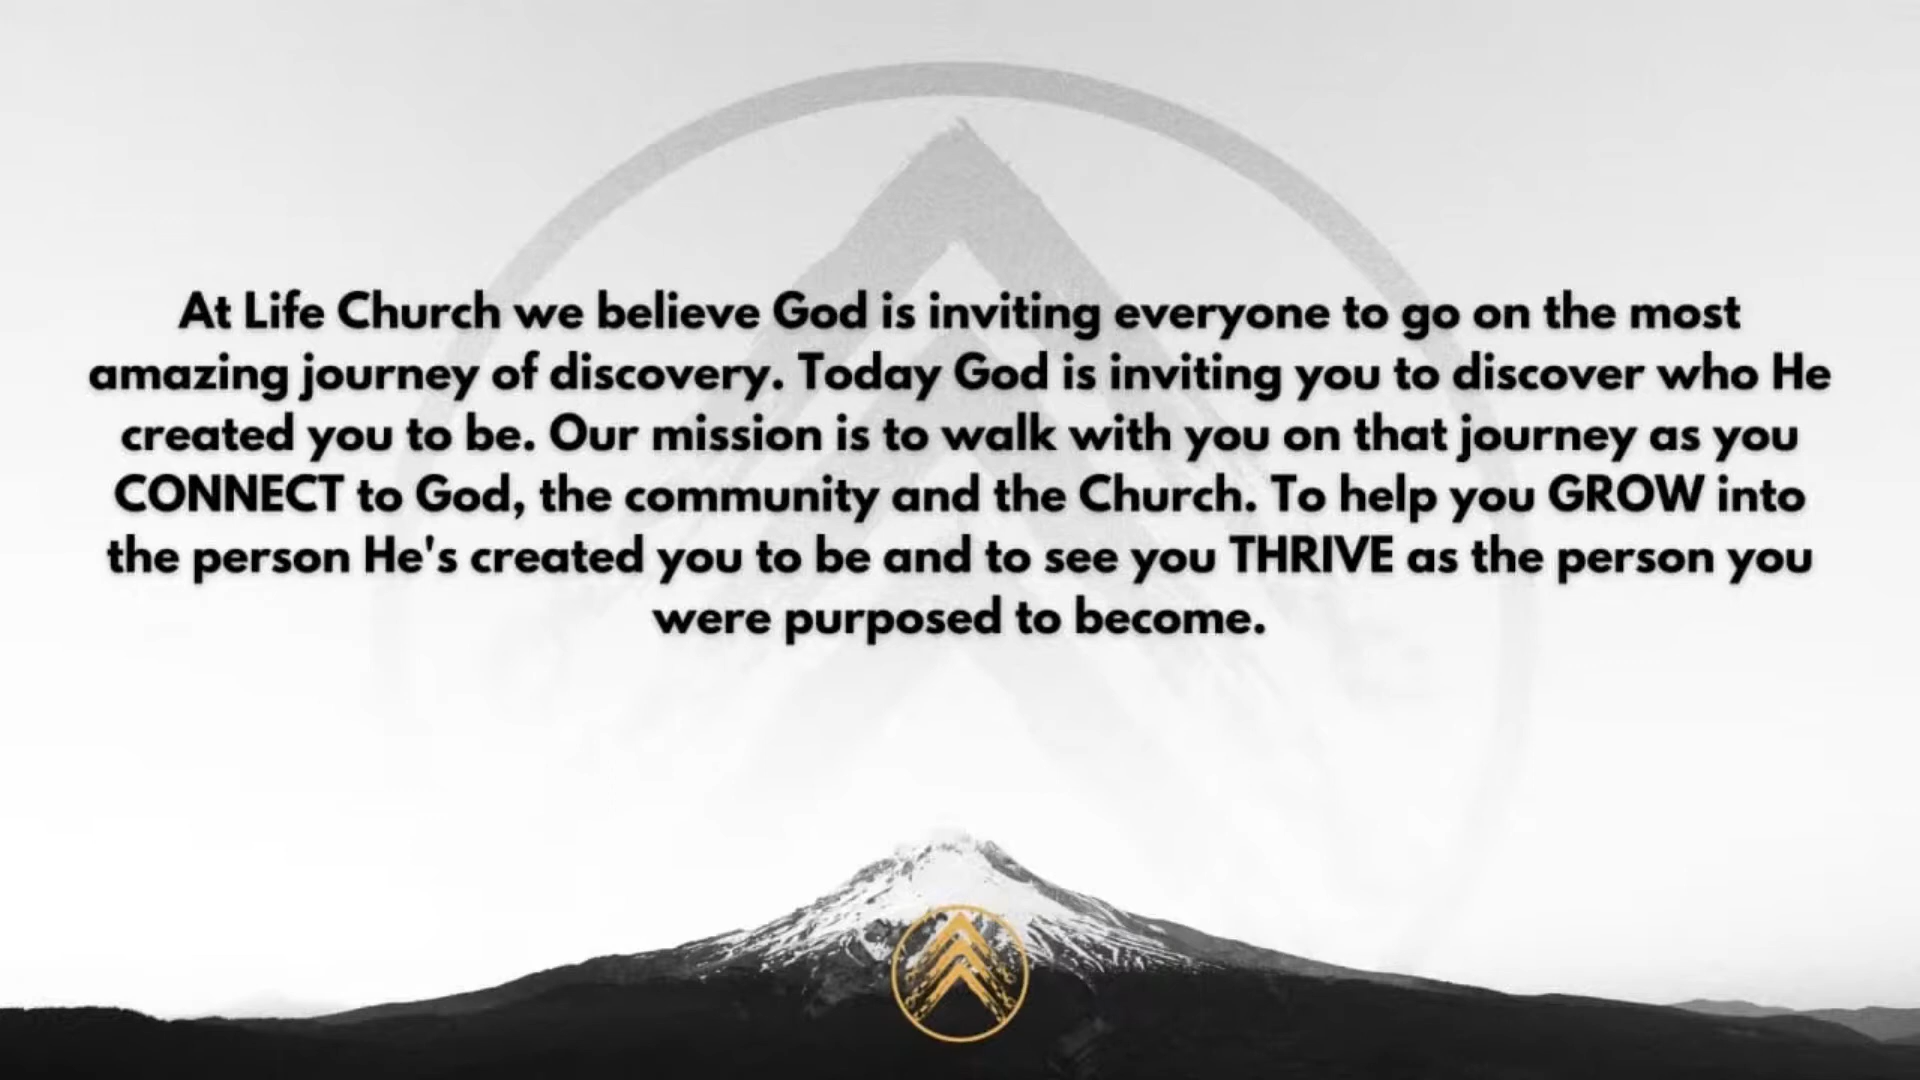 At Life Church we believe God is inviting everyone to go on the most
amazing journey of discovery. Today God is inviting you to discover who He
created you to be. Our mission is to walk with you on that journey as you
CONNECT to God, the community and the Church. To help you GROW into
the person He's created you to be and to see you THRIVE as the person you
were purposed to become.